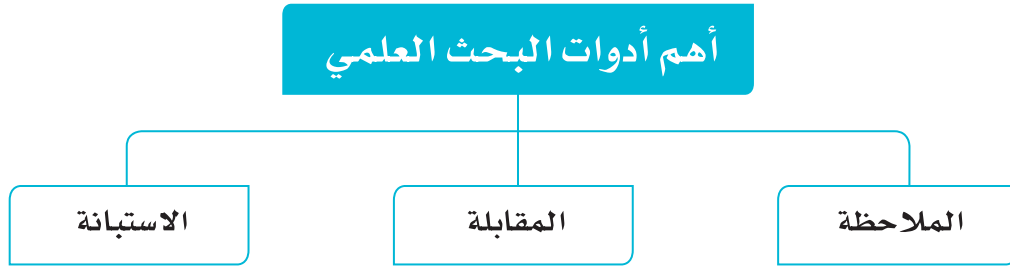 أهم أدوات البحث العلمي
الملاحظة
المقابلة
الاستبانة